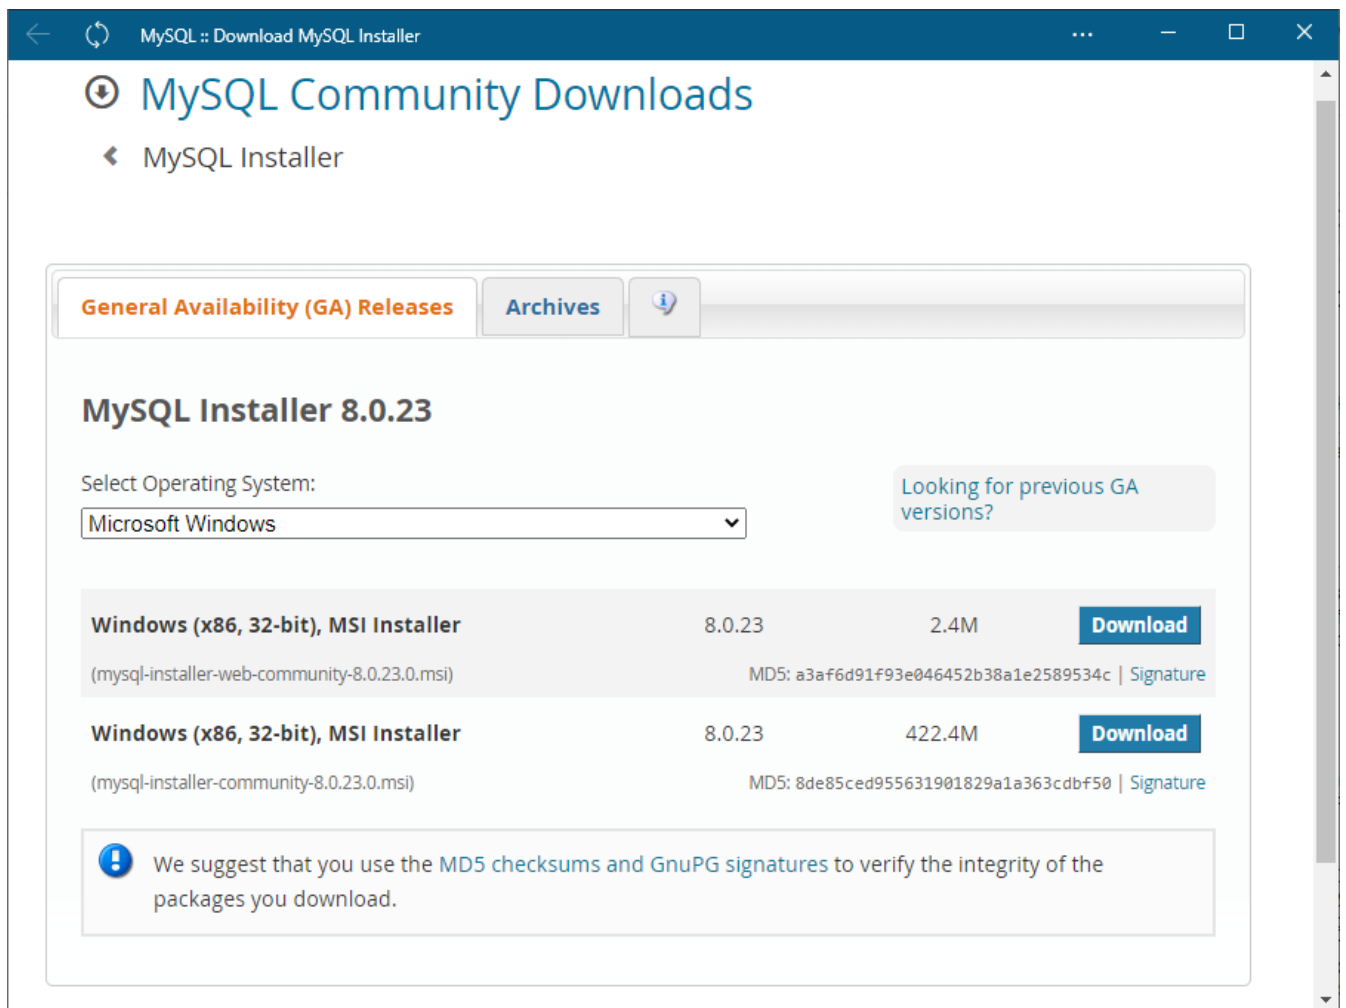 MySQL :: Download MySQL Installer
MySQL Community Downloads
MySQL Installer
General Availability (GA) Releases
Archives
MySQL Installer 8.0.23
Select Operating System:
Looking for previous GA
versions?
Microsoft Windows
Windows (x86, 32-bit), MSI Installer 8.0.23 2.4M Download
(mysql-installer-web-community-8.0.23.0.msi) MD5: a3af6d91f93e046452b38a1e2589534c | Signature
Windows (x86, 32-bit), MSI Installer 8.0.23 422.4M Download
(mysql-installer-community-8.0.23.0.msi) MD5: 8de85ced955631901829a1a363cdbf50 | Signature
We suggest that you use the MD5 checksums and GnuPG signatures to verify the integrity of the
packages you download.